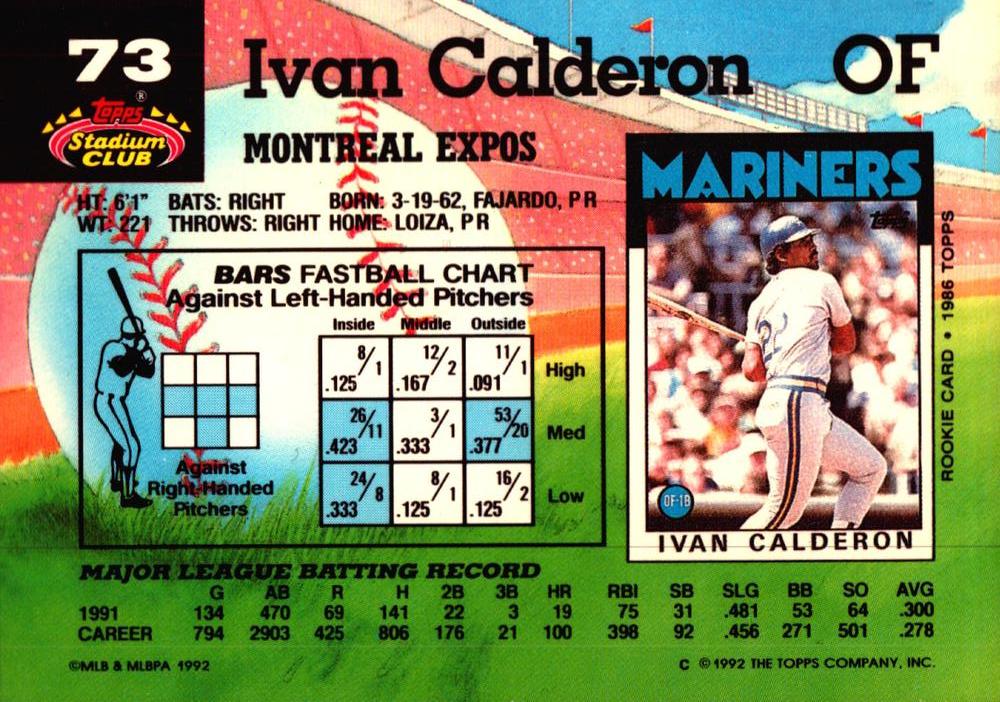 73
Ivan Calderon OF
Topps®
Stadium
CLUB
MONTREAL EXPOS
HT: 6'1" BATS: RIGHT BORN: 3-19-62, FAJARDO, P R
WT: 221 THROWS: RIGHT HOME: LOIZA, P R
BARS FASTBALL CHART
Against Left-Handed Pitchers
Inside Middle Outside
8/1 12/2 11/1
.125 .167 .091 High
26/11 3/1 53/20
.423 .333 .377 Med
24/8 8/1 16/2
.333 .125 .125 Low
Against
Right-Handed
Pitchers
MARINERS
Topps
2
OF-1B
IVAN CALDERON
ROOKIE CARD • 1986 TOPPS
MAJOR LEAGUE BATTING RECORD
G AB R H 2B 3B HR RBI SB SLG BB SO AVG
1991 134 470 69 141 22 3 19 75 31 .481 53 64 .300
CAREER 794 2903 425 806 176 21 100 398 92 .456 271 501 .278
©MLB & MLBPA 1992
C ©1992 THE TOPPS COMPANY, INC.